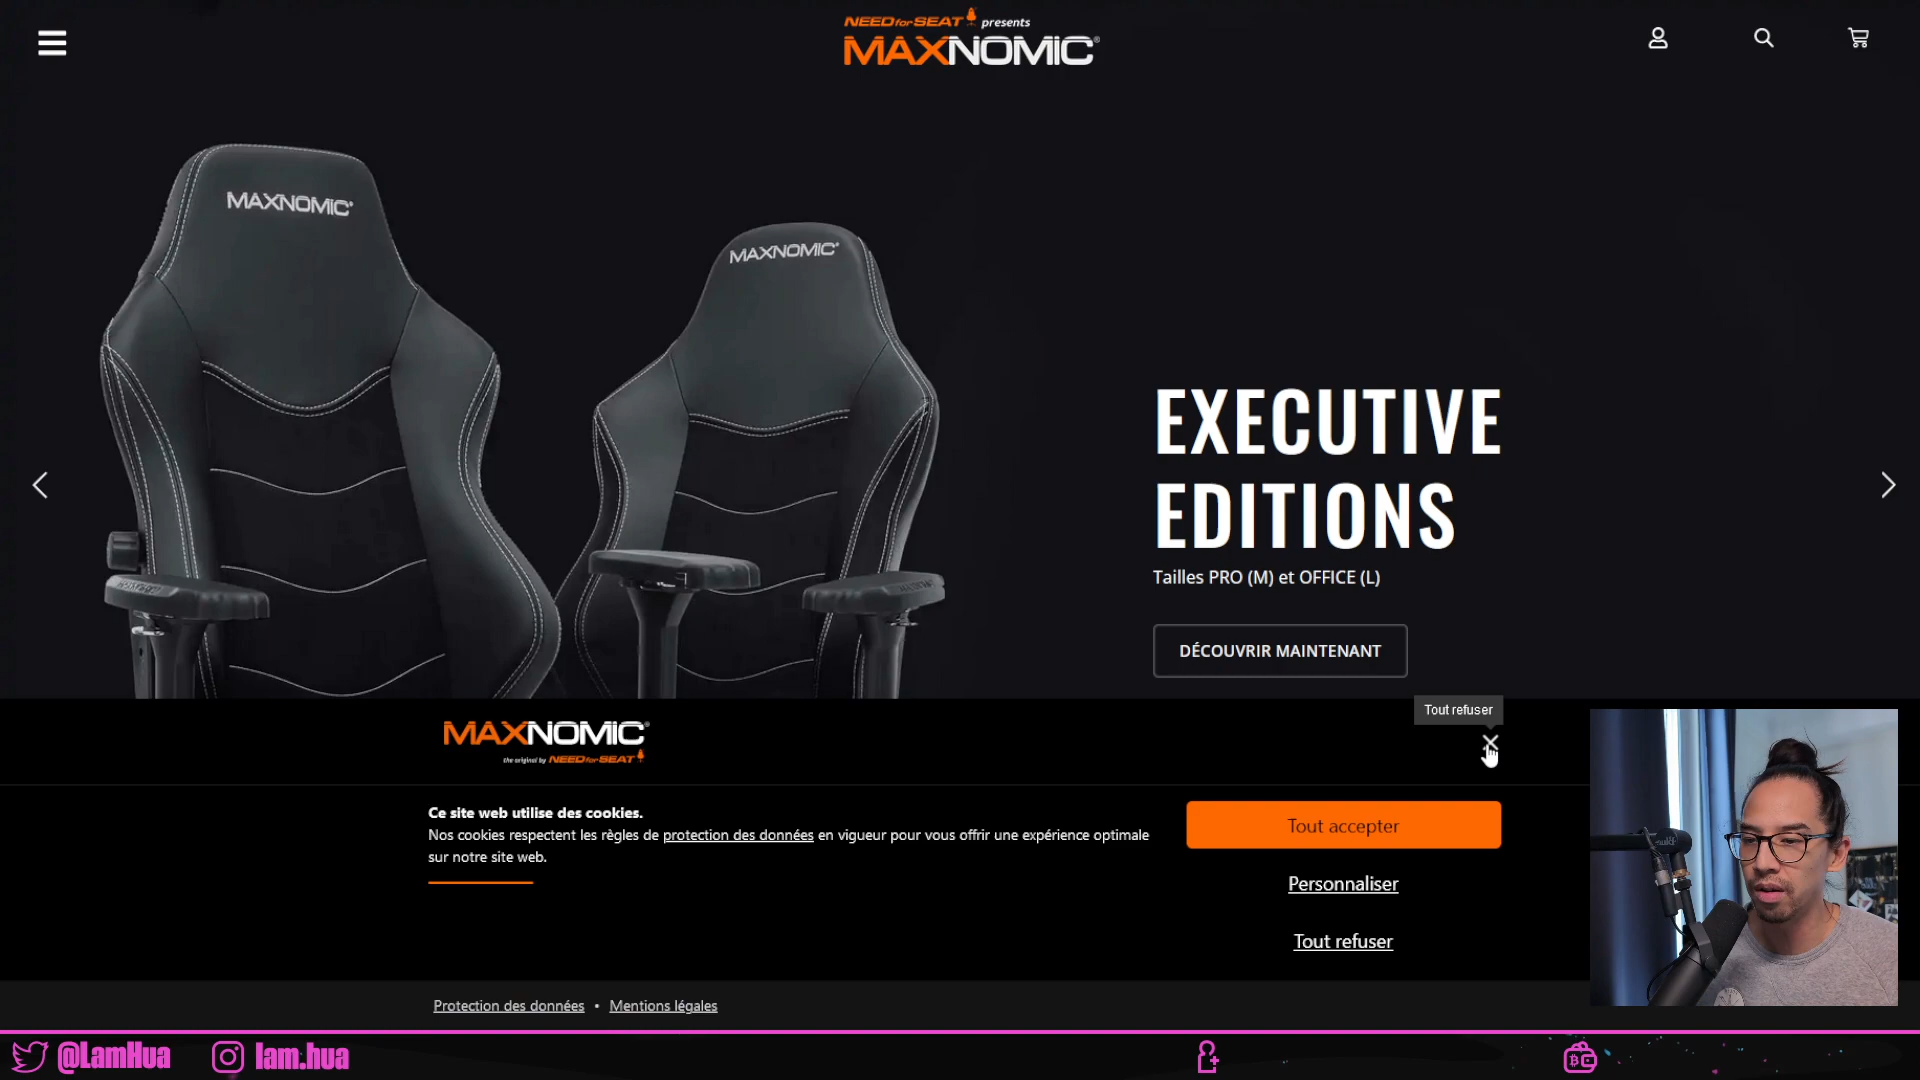 NEED for SEAT presents
MAXNOMIC®
MAXNOMIC®
MAXNOMIC®
EXECUTIVE
EDITIONS
Tailles PRO (M) et OFFICE (L)
DÉCOUVRIR MAINTENANT
Tout refuser
MAXNOMIC®
the original by NEED for SEAT
Ce site web utilise des cookies.
Nos cookies respectent les règles de protection des données en vigueur pour vous offrir une expérience optimale
sur notre site web.
Tout accepter
Personnaliser
Tout refuser
Protection des données • Mentions légales
@LamHua
lam.hua